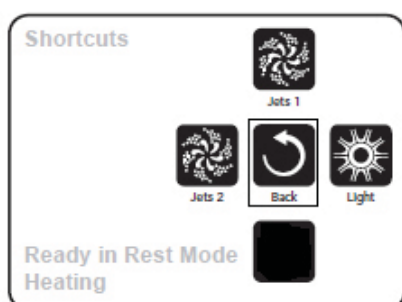 Shortcuts
Jets 1
Jets 2 Back Light
Ready in Rest Mode
Heating